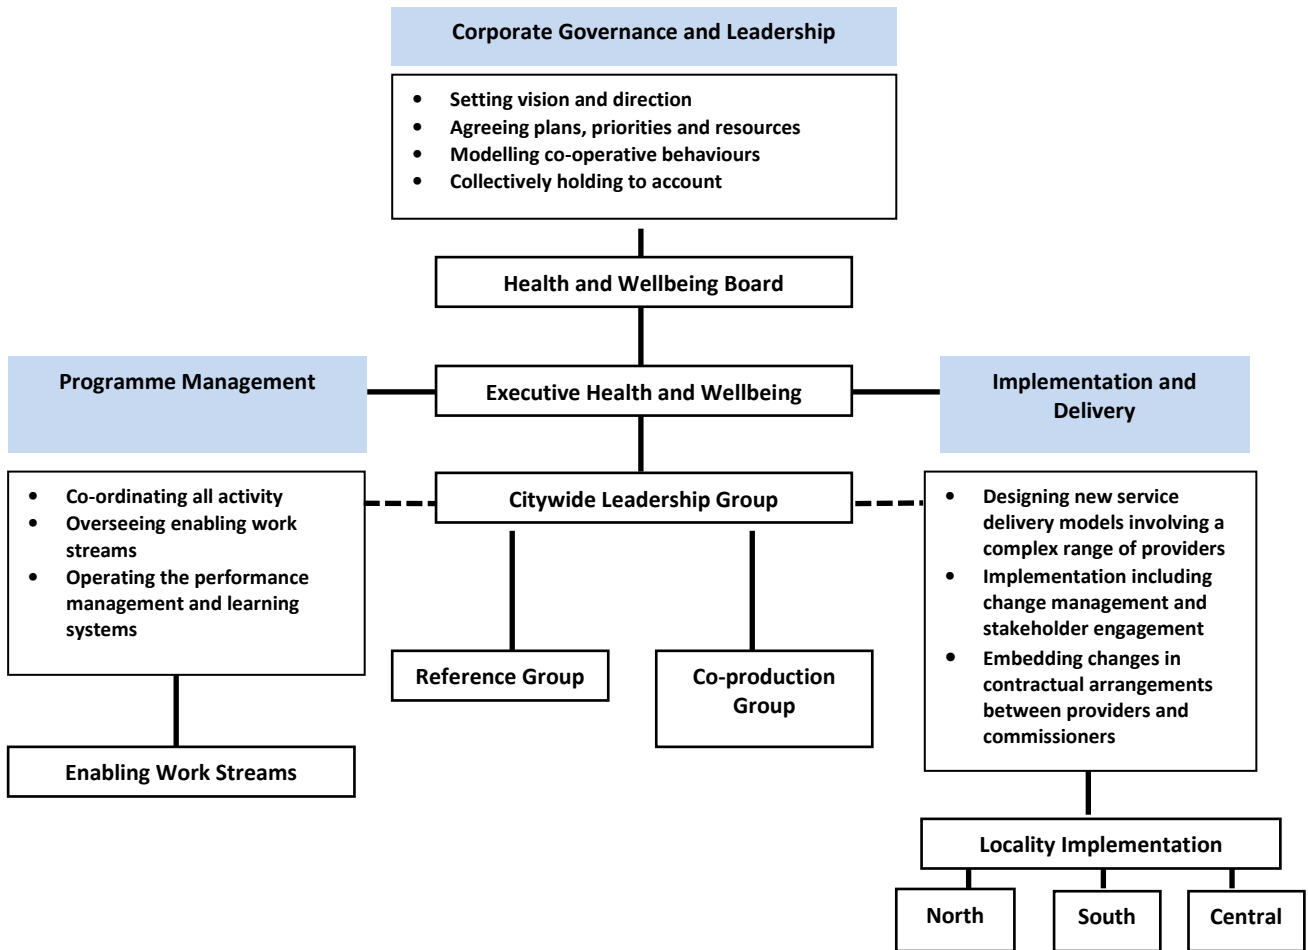 Corporate Governance and Leadership
• Setting vision and direction
• Agreeing plans, priorities and resources
• Modelling co-operative behaviours
• Collectively holding to account
Health and Wellbeing Board
Programme Management
Executive Health and Wellbeing
Implementation and
Delivery
• Co-ordinating all activity
• Overseeing enabling work
streams
• Operating the performance
management and learning
systems
Citywide Leadership Group
• Designing new service
delivery models involving a
complex range of providers
• Implementation including
change management and
stakeholder engagement
• Embedding changes in
contractual arrangements
between providers and
commissioners
Reference Group
Co-production
Group
Enabling Work Streams
Locality Implementation
North
South
Central